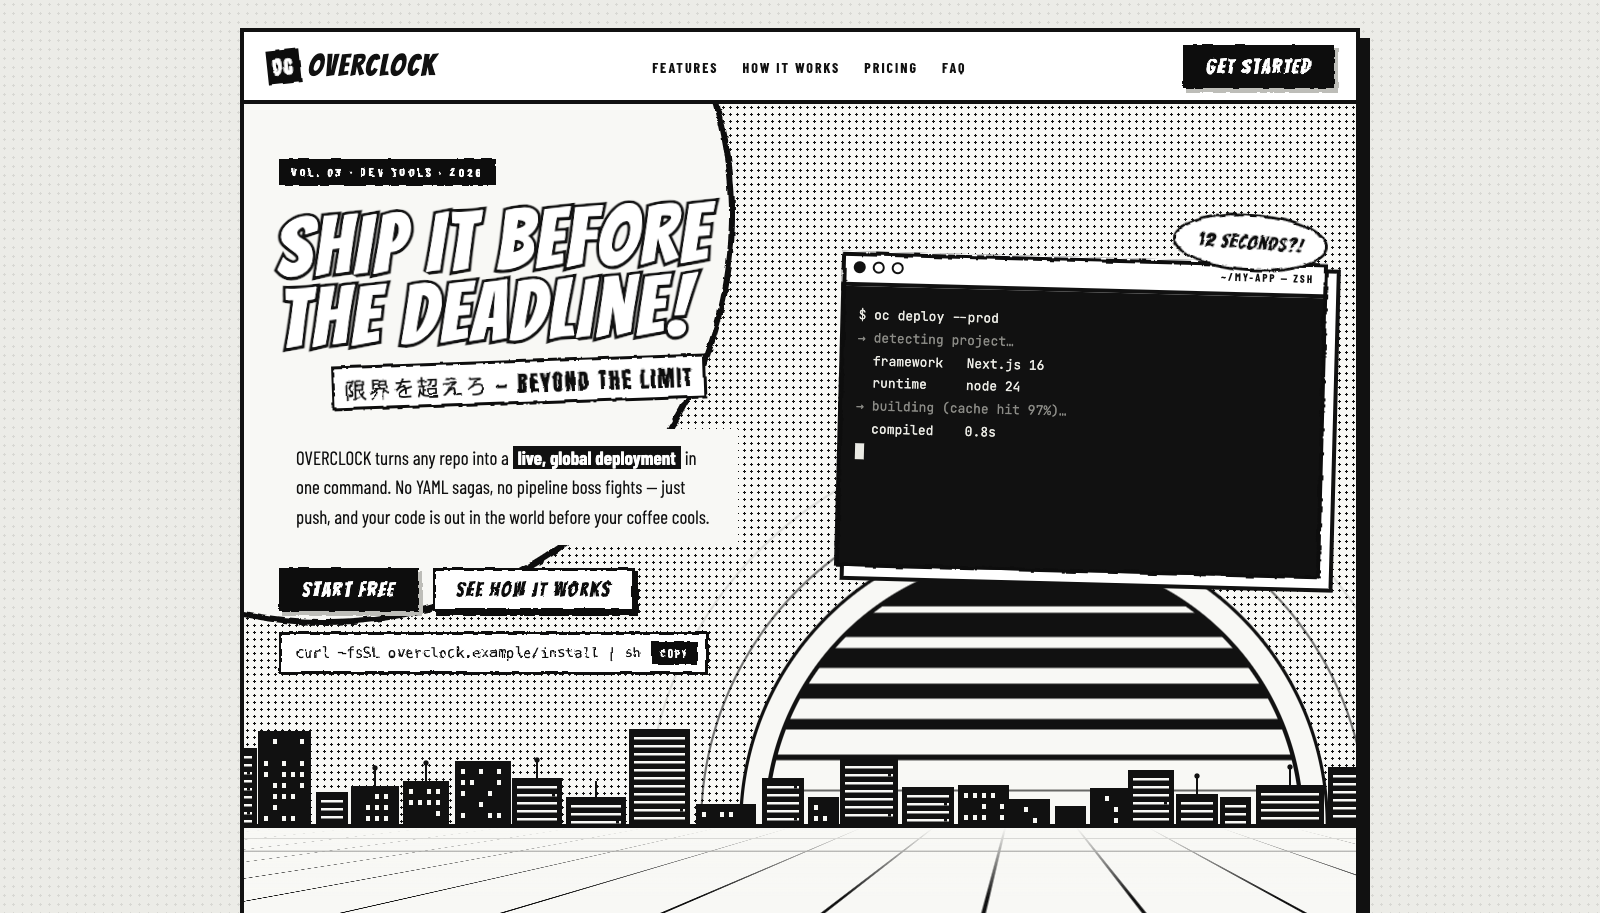 OC OVERCLOCK
FEATURES HOW IT WORKS PRICING FAQ
GET STARTED
VOL. 03 · DEV TOOLS · 2026
SHIP IT BEFORE
THE DEADLINE!
限界を超えろ — BEYOND THE LIMIT
OVERCLOCK turns any repo into a live, global deployment in
one command. No YAML sagas, no pipeline boss fights — just
push, and your code is out in the world before your coffee cools.
START FREE
SEE HOW IT WORKS
curl -fsSL overclock.example/install | sh
COPY
12 SECONDS?!
~/MY-APP — ZSH
$ oc deploy --prod
→ detecting project…
framework Next.js 16
runtime node 24
→ building (cache hit 97%)…
compiled 0.8s